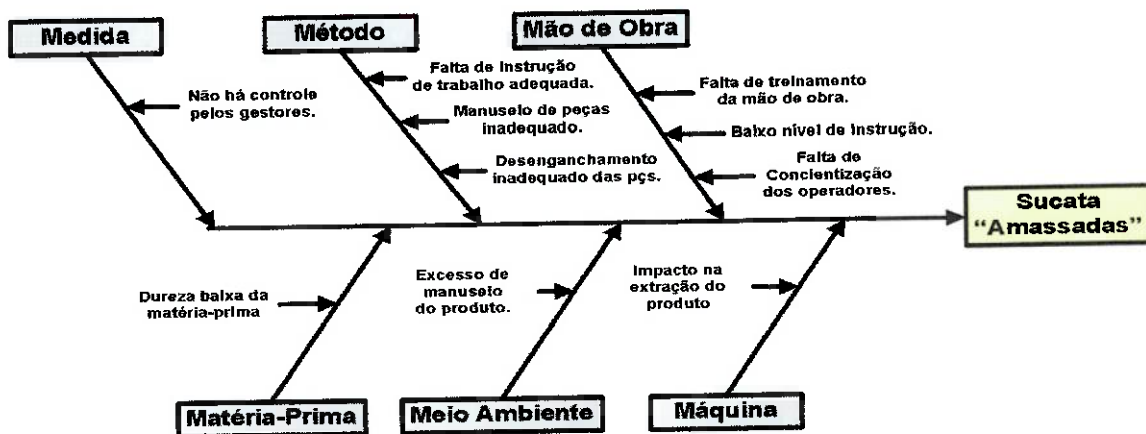 Medida
Método
Mão de Obra
Não há controle
pelos gestores.
Falta de instrução
de trabalho adequada.
Manuseio de peças
inadequado.
Desenganchamento
inadequado das pçs.
Falta de treinamento
da mão de obra.
Baixo nível de instrução.
Falta de
Concientização
dos operadores.
Sucata
“Amassadas”
Dureza baixa da
matéria-prima
Excesso de
manuseio
do produto.
Impacto na
extração do
produto
Matéria-Prima
Meio Ambiente
Máquina